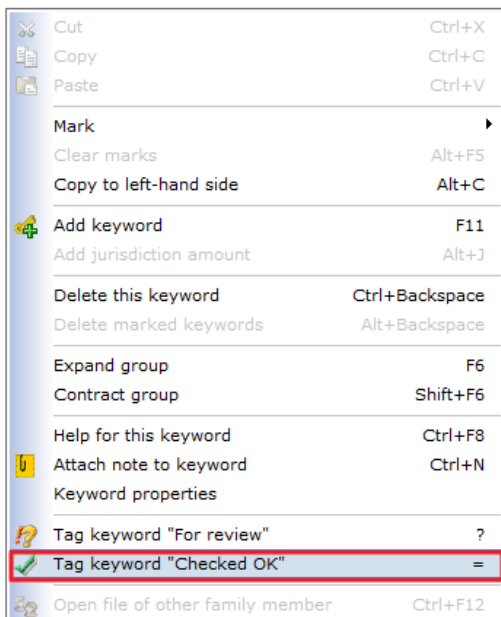 Cut Ctrl+X
Copy Ctrl+C
Paste Ctrl+V
Mark
Clear marks Alt+F5
Copy to left-hand side Alt+C
Add keyword F11
Add jurisdiction amount Alt+J
Delete this keyword Ctrl+Backspace
Delete marked keywords Alt+Backspace
Expand group F6
Contract group Shift+F6
Help for this keyword Ctrl+F8
Attach note to keyword Ctrl+N
Keyword properties
Tag keyword "For review" ?
Tag keyword "Checked OK" =
Open file of other family member Ctrl+F12